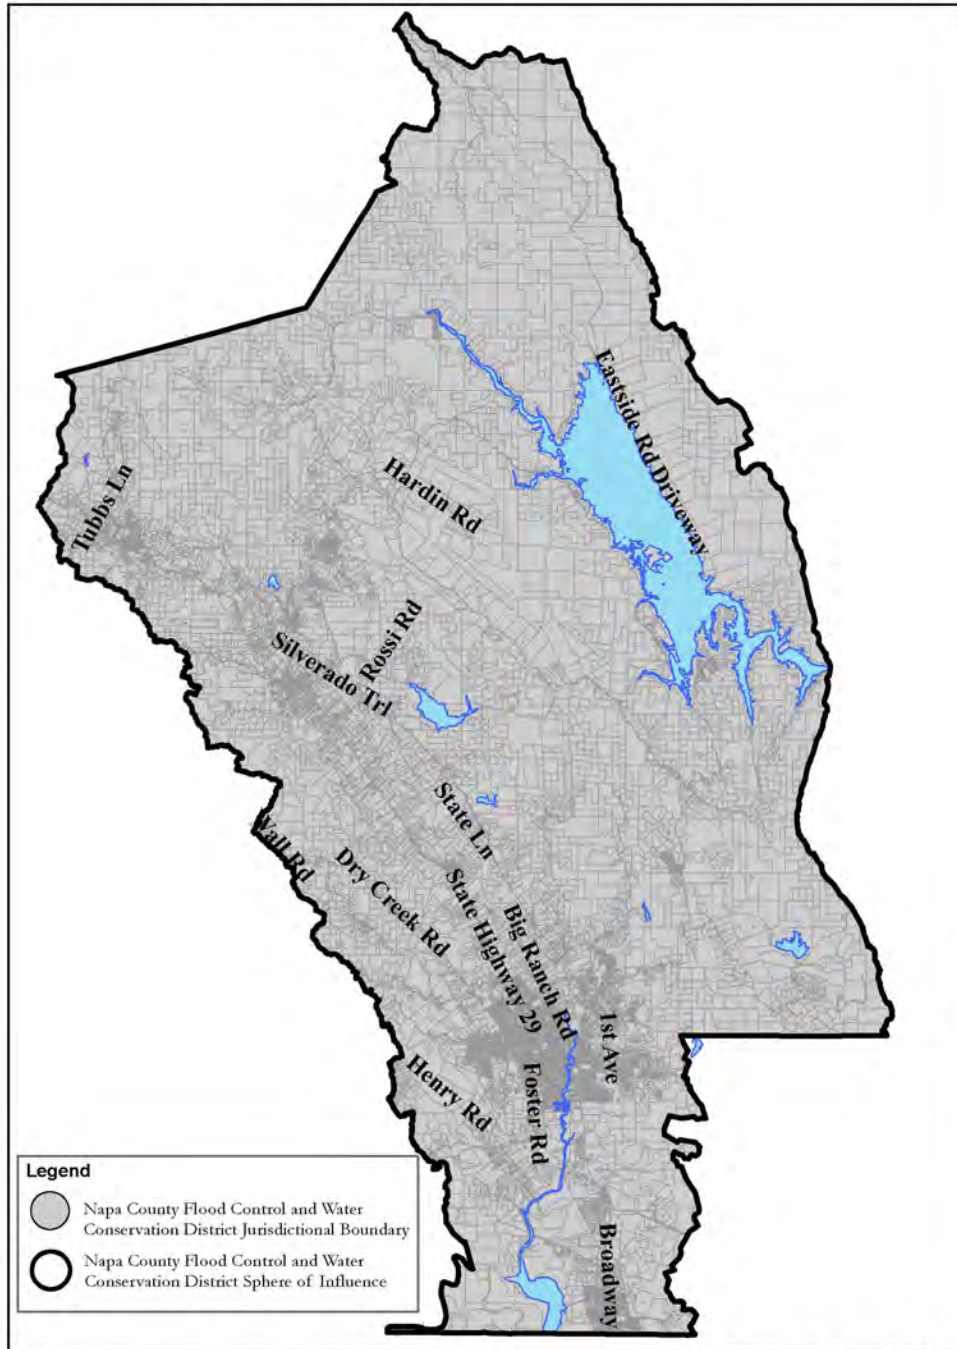 Eastside Rd Driveway
Hardin Rd
Tubbs Ln
Rossi Rd
Silverado Trl
State Ln
Wall Rd
Dry Creek Rd
State Highway 29
Big Ranch Rd
1st Ave
Foster Rd
Henry Rd
Broadway
Legend
Napa County Flood Control and Water
Conservation District Jurisdictional Boundary
Napa County Flood Control and Water
Conservation District Sphere of Influence